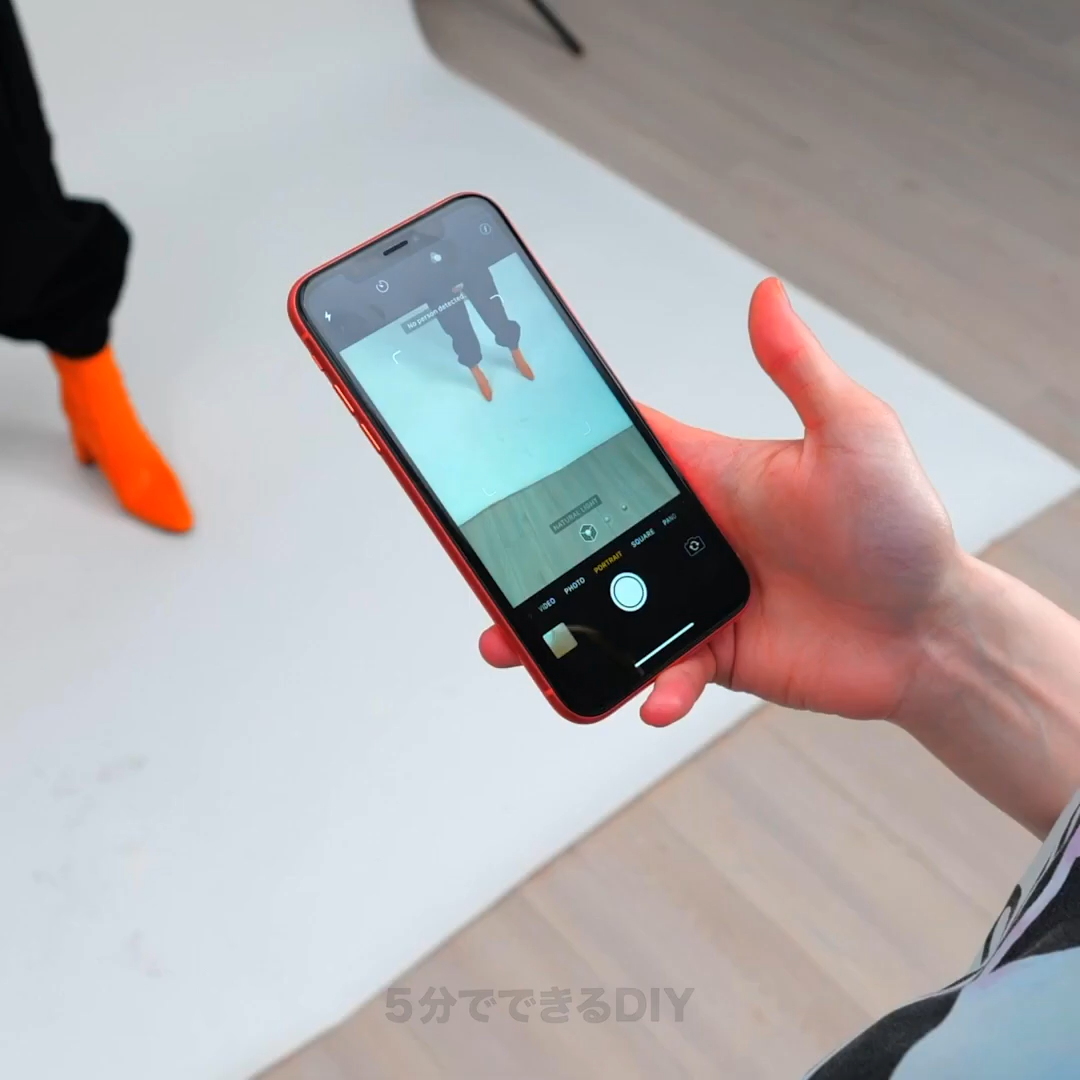 No person detected.
NATURAL LIGHT
VIDEO PHOTO PORTRAIT SQUARE PANO
5分でできるDIY